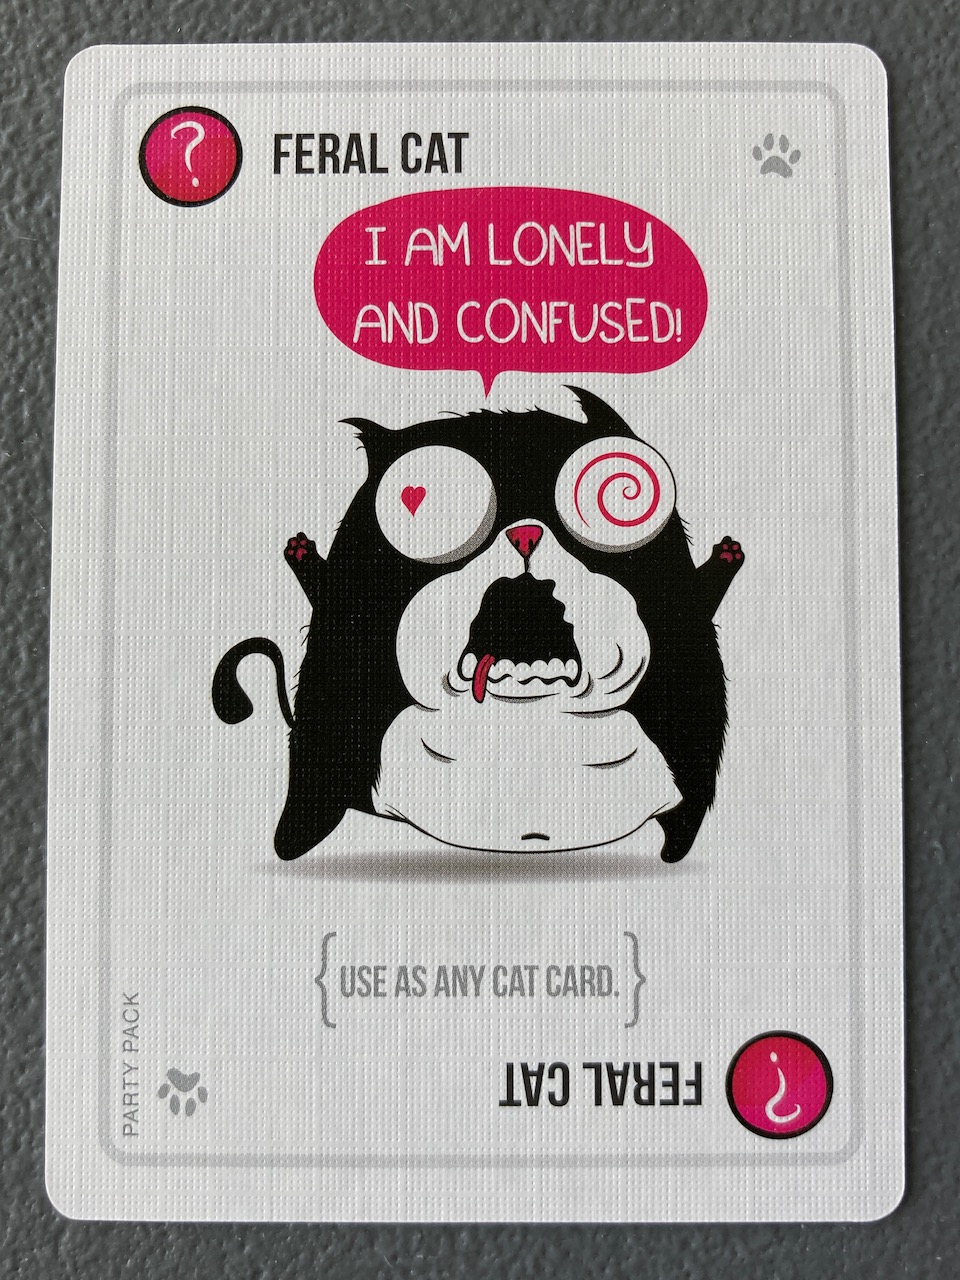 ?
FERAL CAT
I AM LONELY
AND CONFUSED!
{USE AS ANY CAT CARD.}
PARTY PACK
FERAL CAT
?